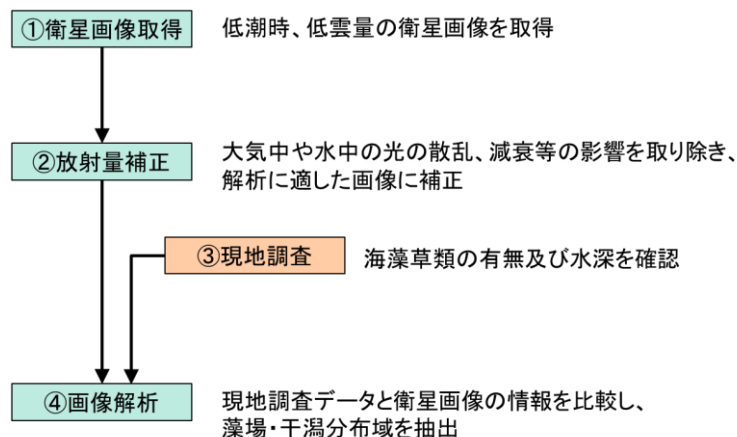 ①衛星画像取得
低潮時、低雲量の衛星画像を取得
②放射量補正
大気中や水中の光の散乱、減衰等の影響を取り除き、
解析に適した画像に補正
③現地調査
海藻草類の有無及び水深を確認
④画像解析
現地調査データと衛星画像の情報を比較し、
藻場・干潟分布域を抽出